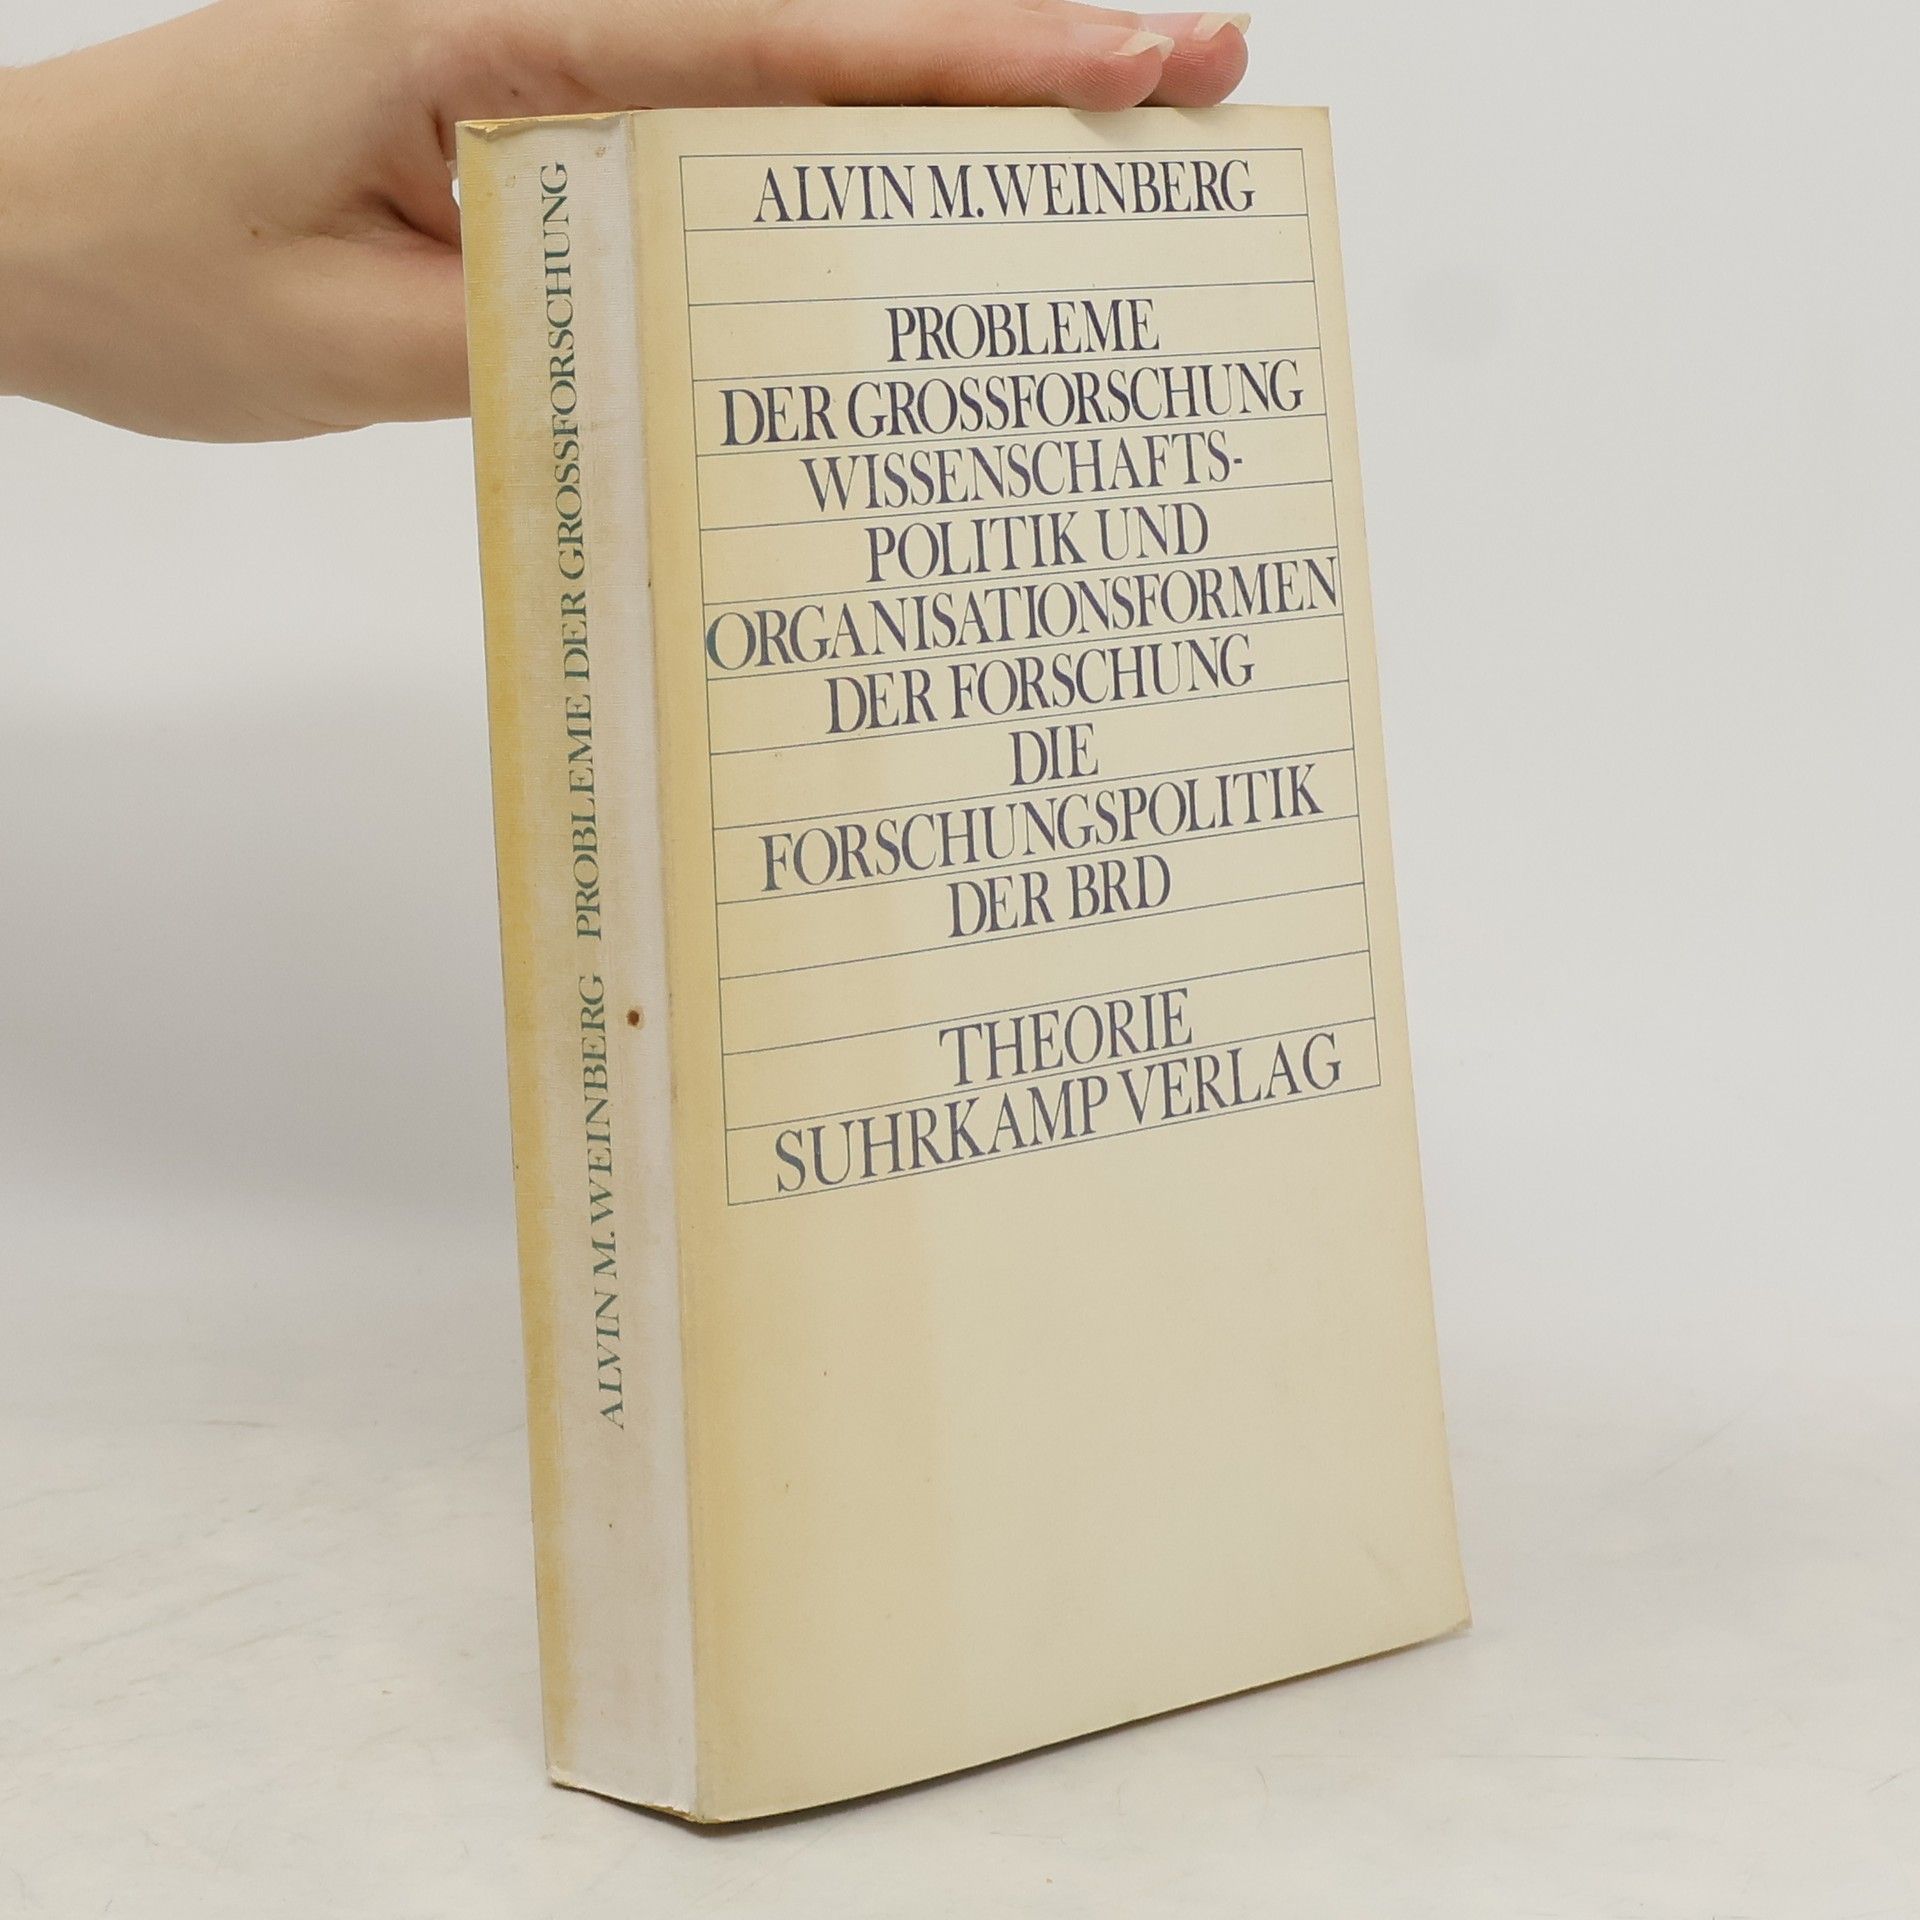 ALVIN M. WEINBERG
PROBLEME
DER GROSSFORSCHUNG
WISSENSCHAFTS-
POLITIK UND
ORGANISATIONSFORMEN
DER FORSCHUNG
DIE
FORSCHUNGSPOLITIK
DER BRD
THEORIE
SUHRKAMP VERLAG
ALVIN M. WEINBERG PROBLEME DER GROSSFORSCHUNG